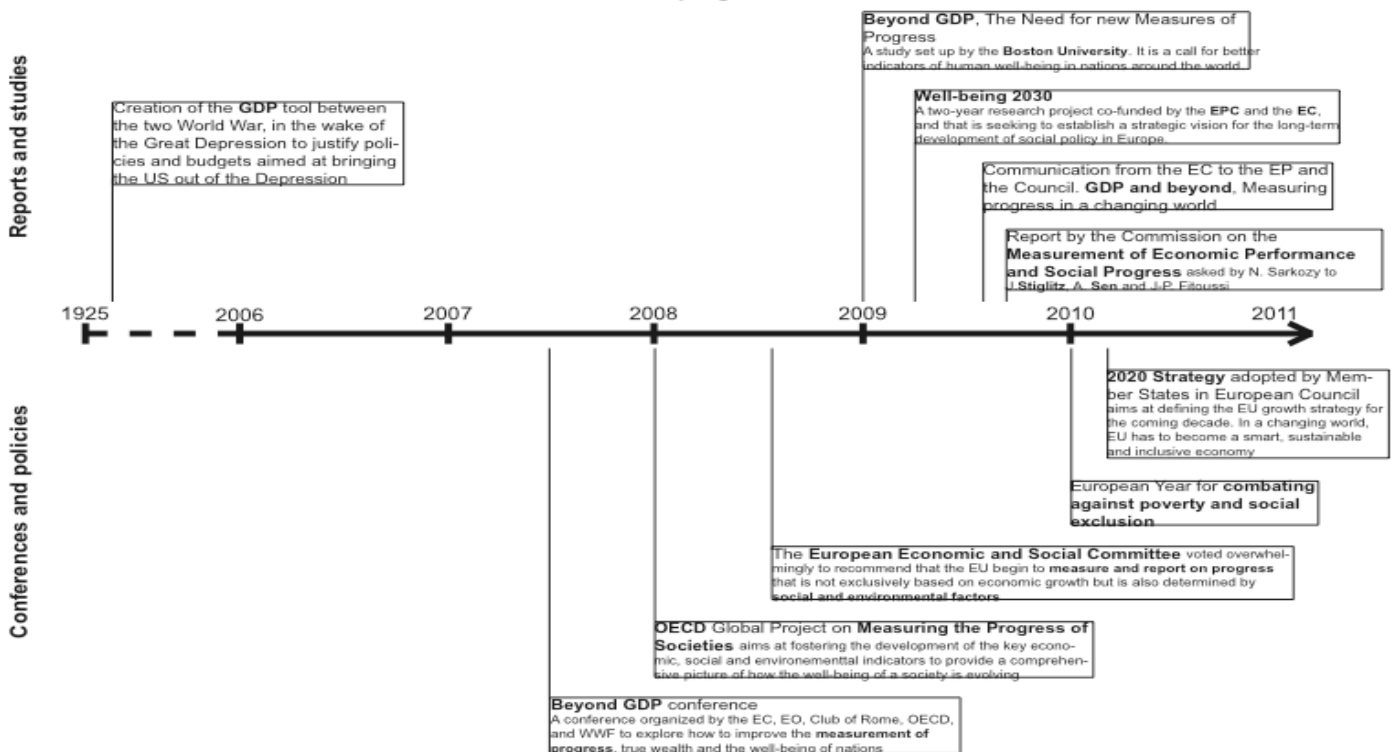 Reports and studies
Beyond GDP, The Need for new Measures of
Progress
A study set up by the Boston University. It is a call for better
indicators of human well-being in nations around the world
Creation of the GDP tool between
the two World War, in the wake of
the Great Depression to justify poli-
cies and budgets aimed at bringing
the US out of the Depression
Well-being 2030
A two-year research project co-funded by the EPC and the EC,
and that is seeking to establish a strategic vision for the long-term
development of social policy in Europe.
Communication from the EC to the EP and
the Council. GDP and beyond, Measuring
progress in a changing world
Report by the Commission on the
Measurement of Economic Performance
and Social Progress asked by N. Sarkozy to
J.Stiglitz, A. Sen and J-P. Fitoussi
1925 2006 2007 2008 2009 2010 2011
Conferences and policies
2020 Strategy adopted by Mem-
ber States in European Council
aims at defining the EU growth strategy for
the coming decade. In a changing world,
EU has to become a smart, sustainable
and inclusive economy
European Year for combating
against poverty and social
exclusion
The European Economic and Social Committee voted overwhel-
mingly to recommend that the EU begin to measure and report on progress
that is not exclusively based on economic growth but is also determined by
social and environmental factors
OECD Global Project on Measuring the Progress of
Societies aims at fostering the development of the key econo-
mic, social and environementtal indicators to provide a comprehen-
sive picture of how the well-being of a society is evolving
Beyond GDP conference
A conference organized by the EC, EO, Club of Rome, OECD,
and WWF to explore how to improve the measurement of
progress, true wealth and the well-being of nations